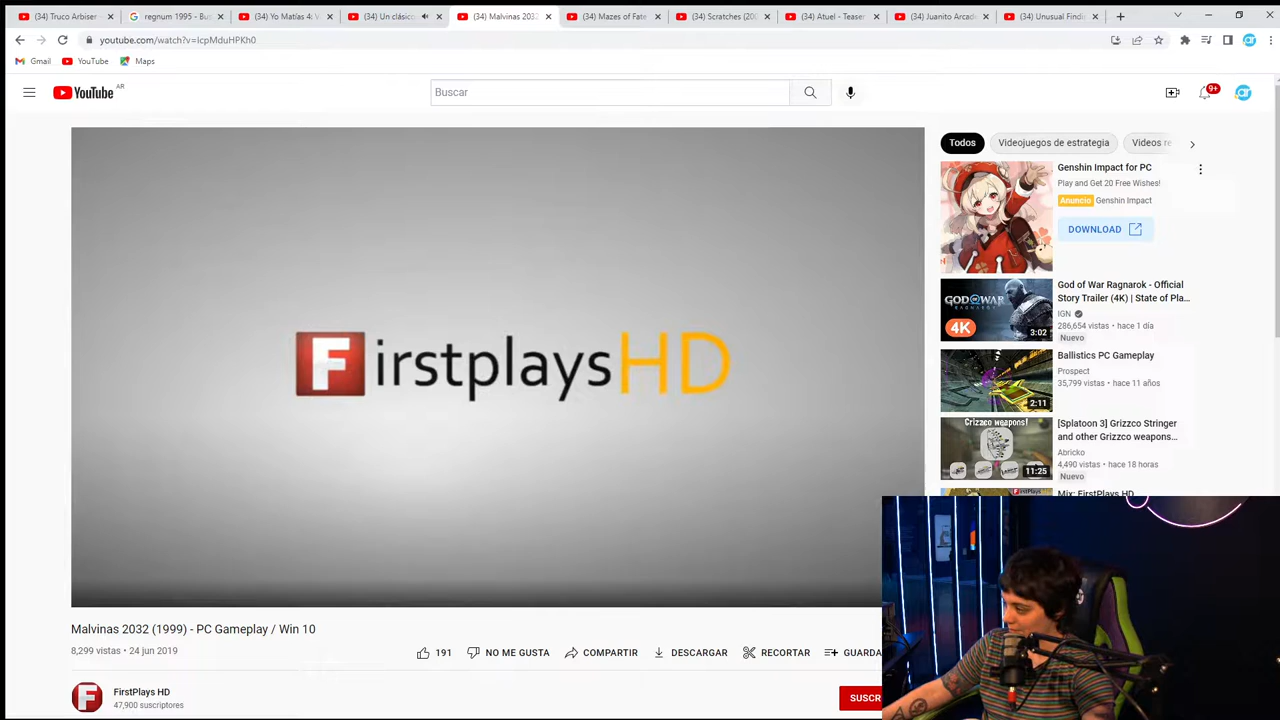 (34) Truco Arbiser -
regnum 1995 - Bus
(34) Yo Matías 4: V
(34) Un clásico
(34) Malvinas 2032
(34) Mazes of Fate
(34) Scratches (200
(34) Atuel - Teaser
(34) Juanito Arcade
(34) Unusual Findi
youtube.com/watch?v=IcpMduHPKh0
Gmail
YouTube
Maps
YouTube AR
Buscar
9+
Todos
Videojuegos de estrategia
Videos re
Genshin Impact for PC
Play and Get 20 Free Wishes!
Anuncio Genshin Impact
DOWNLOAD
GOD OF WAR
RAGNARÖK
4K
3:02
God of War Ragnarok - Official
Story Trailer (4K) | State of Pla...
IGN
286,654 vistas • hace 1 día
Nuevo
2:11
Ballistics PC Gameplay
Prospect
35,799 vistas • hace 11 años
Grizzco weapons!
11:25
[Splatoon 3] Grizzco Stringer
and other Grizzco weapons...
Abricko
4,490 vistas • hace 18 horas
Nuevo
Mix: FirstPlays HD
FirstplaysHD
Malvinas 2032 (1999) - PC Gameplay / Win 10
8,299 vistas • 24 jun 2019
191
NO ME GUSTA
COMPARTIR
DESCARGAR
RECORTAR
GUARDA
F
FirstPlays HD
47,900 suscriptores
SUSCR